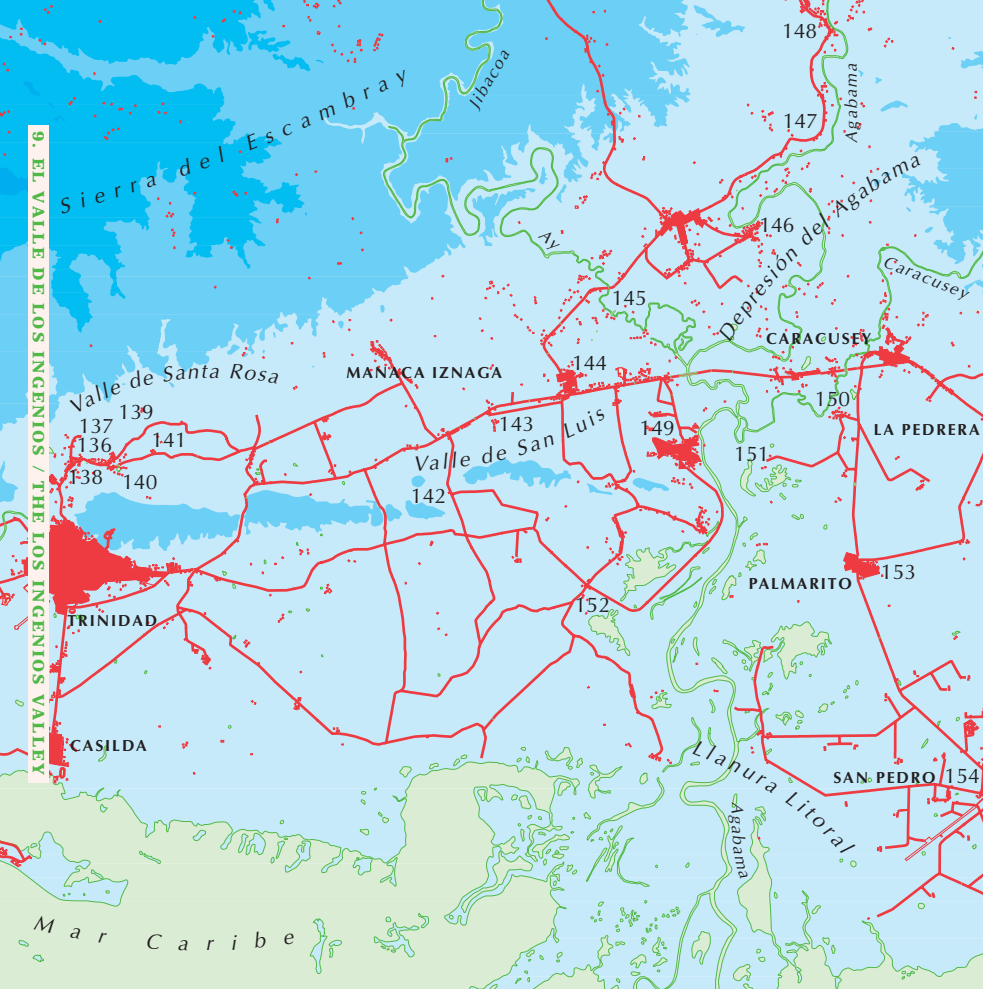 9. EL VALLE DE LOS INGENIOS / THE LOS INGENIOS VALLEY
148
Jibacoa
Agabama
Sierra del Escambray
147
146
Ay
Depresión del Agabama
Caracusey
145
CARACUSEY
144
MANACA IZNAGA
Valle de Santa Rosa
139
150
137
143
149
LA PEDRERA
136
141
Valle de San Luis
151
138
140
142
153
PALMARITO
152
TRINIDAD
CASILDA
Llanura Litoral
SAN PEDRO
154
Agabama
Mar Caribe